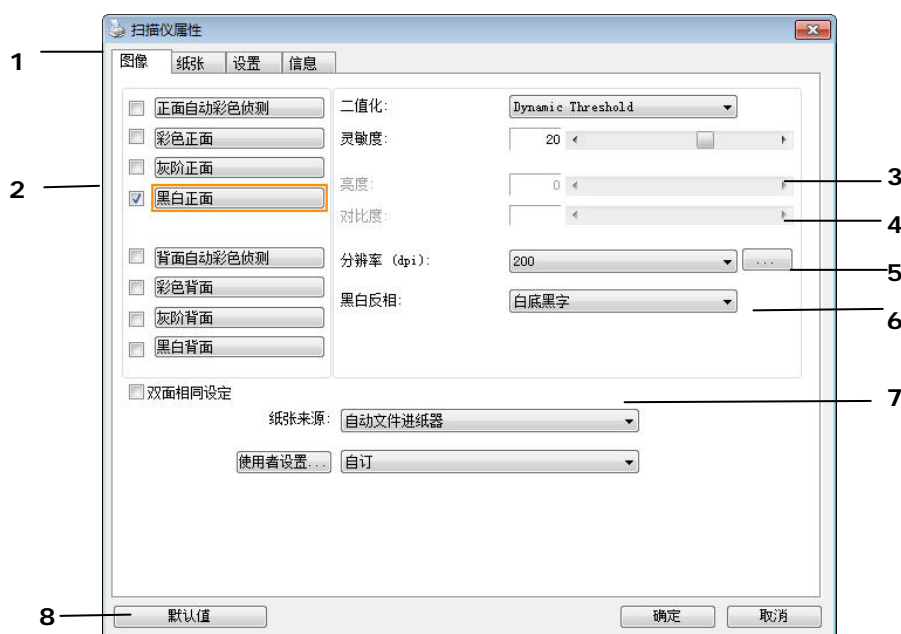 扫描仪属性
1
图像 纸张 设置 信息
正面自动彩色侦测 二值化: Dynamic Threshold
彩色正面 灵敏度: 20
灰阶正面
亮度: 0 3
2 黑白正面
对比度: 4
背面自动彩色侦测 分辨率 (dpi): 200 ... 5
彩色背面
黑白反相: 白底黑字 6
灰阶背面
黑白背面
双面相同设定 7
纸张来源: 自动文件进纸器
使用者设置... 自订
8 默认值 确定 取消